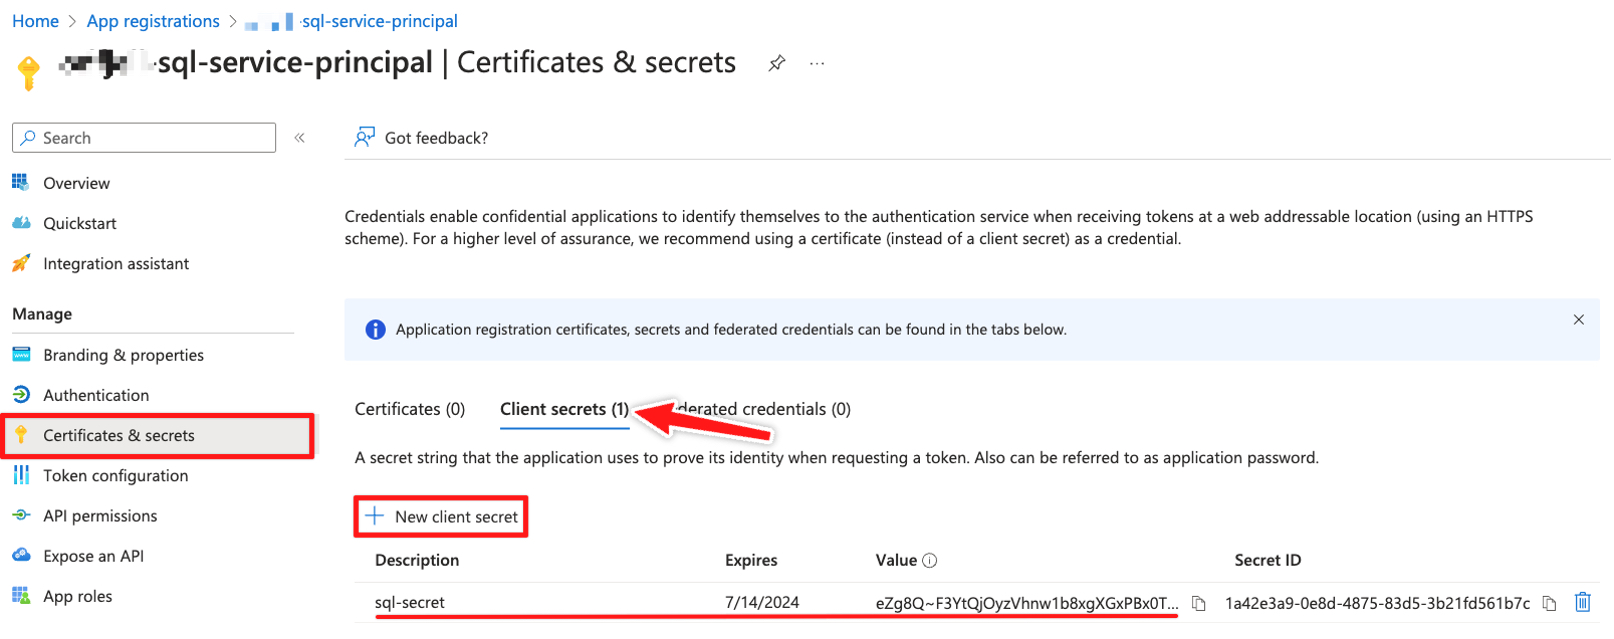 Home > App registrations > -sql-service-principal
-sql-service-principal | Certificates & secrets
Search
Got feedback?
Overview
Quickstart
Integration assistant
Manage
Branding & properties
Authentication
Certificates & secrets
Token configuration
API permissions
Expose an API
App roles
Credentials enable confidential applications to identify themselves to the authentication service when receiving tokens at a web addressable location (using an HTTPS
scheme). For a higher level of assurance, we recommend using a certificate (instead of a client secret) as a credential.
Application registration certificates, secrets and federated credentials can be found in the tabs below.
Certificates (0) Client secrets (1) derated credentials (0)
A secret string that the application uses to prove its identity when requesting a token. Also can be referred to as application password.
New client secret
Description Expires Value Secret ID
sql-secret 7/14/2024 eZg8Q~F3YtQjOyzVhnw1b8xgXGxPBx0T... 1a42e3a9-0e8d-4875-83d5-3b21fd561b7c